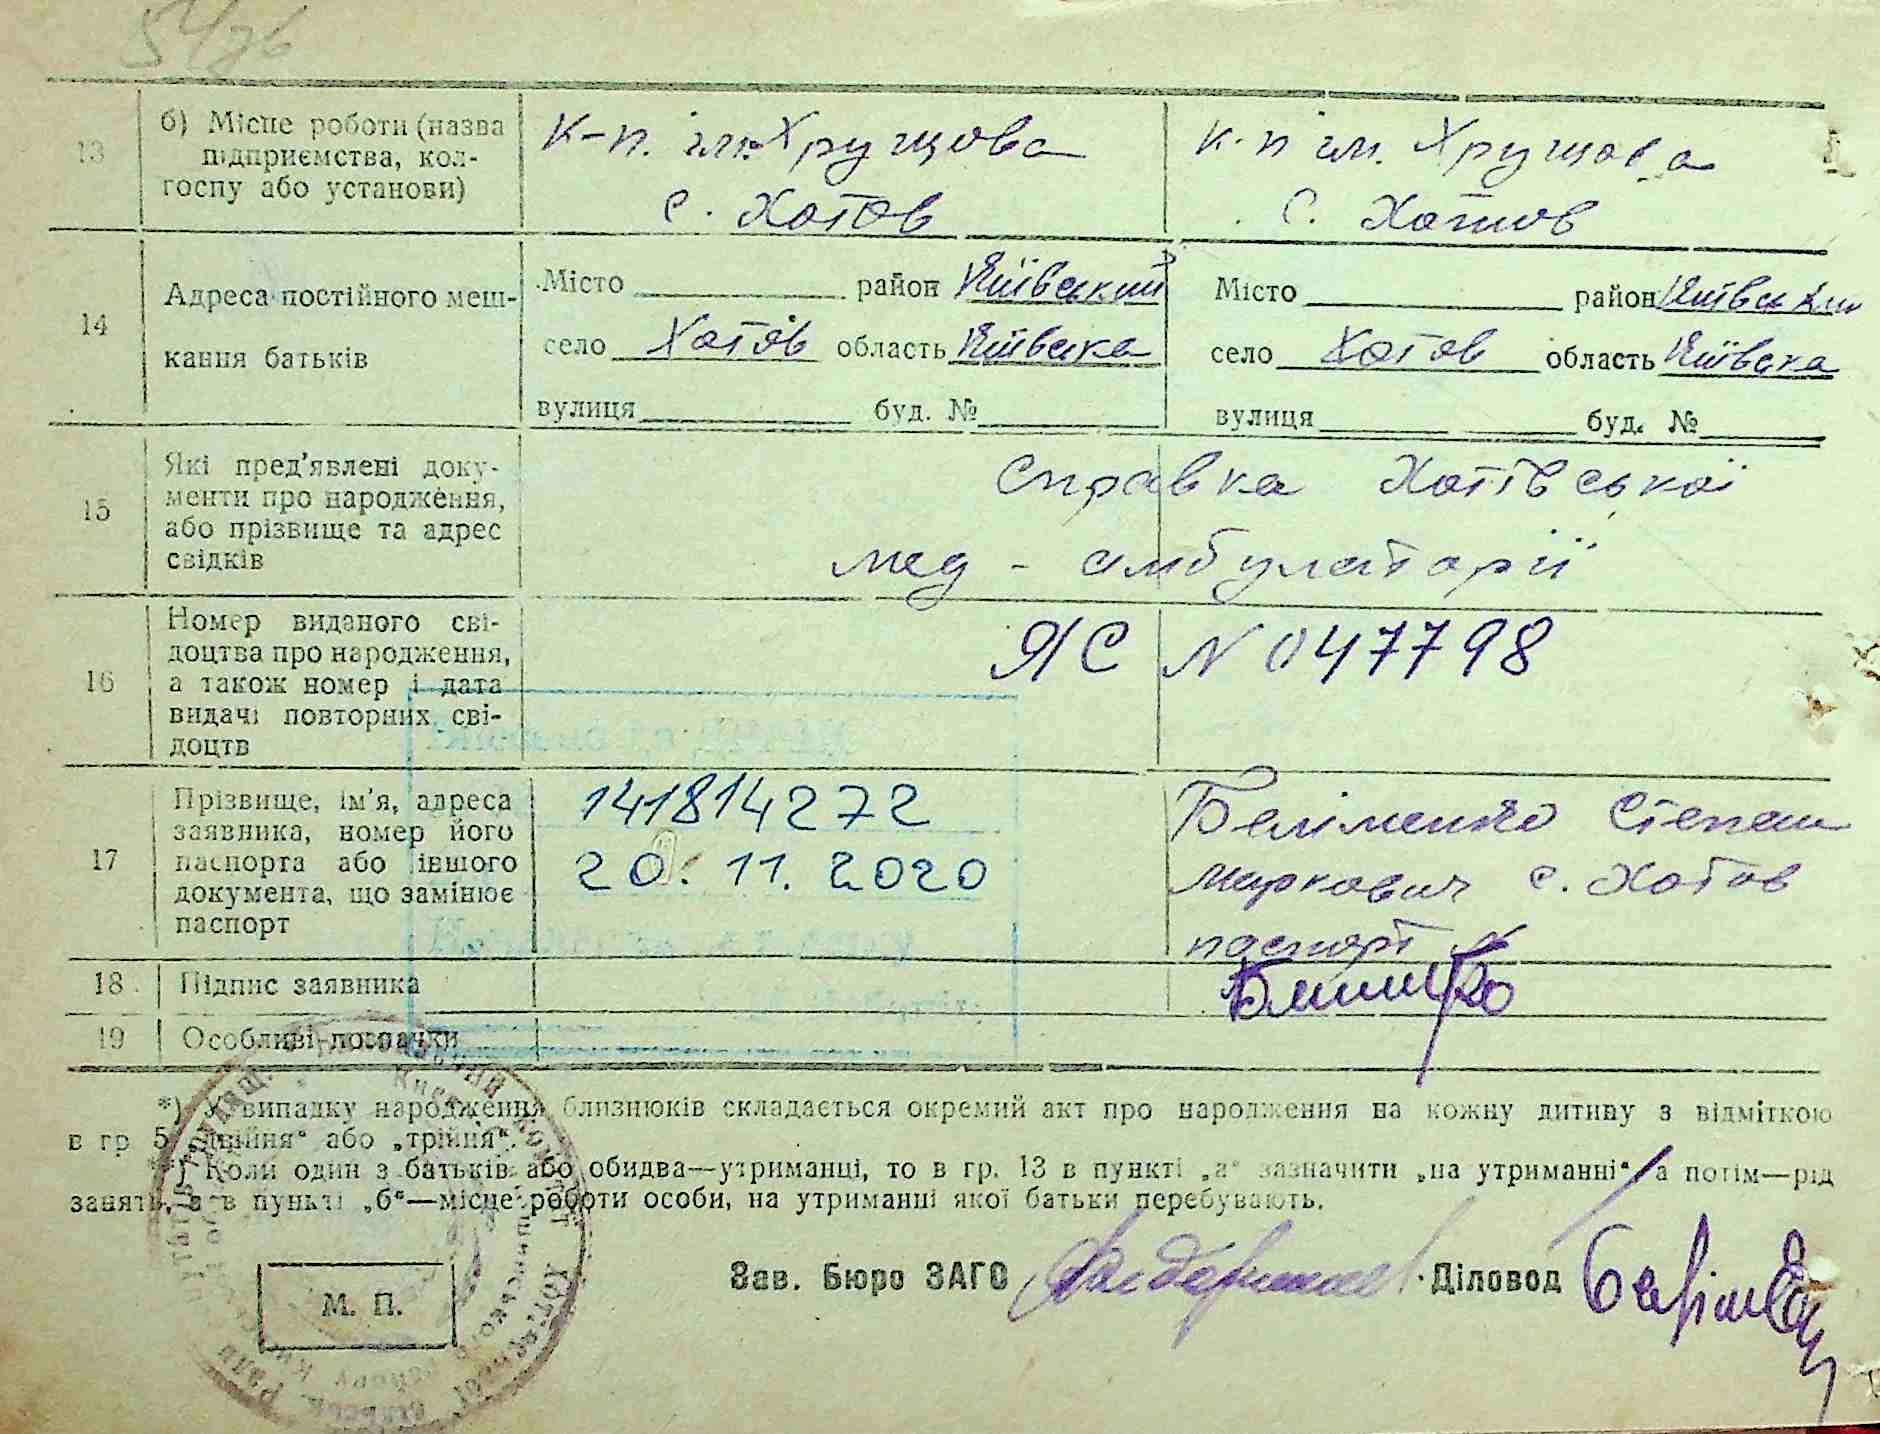 54зв
13
б) Місце роботи (назва
підприємства, кол-
госпу або установи)
к-п. ім. Хрущова
с. Хотов
к-п ім. Хрущова
с. Хотов
14
Адреса постійного меш-
кання батьків
Місто район Київський
село Хотів область Київська
вулиця буд. №
Місто район Київський
село Хотов область Київська
вулиця буд. №
15
Які пред'явлені доку-
менти про народження,
або прізвище та адрес
свідків
Справка Хотівської
мед - амбулаторії
16
Номер виданого сві-
доцтва про народження,
а також номер і дата
видачі повторних сві-
доцтв
ЯС N 047798
17
Прізвище, ім'я, адреса
заявника, номер його
паспорта або іншого
документа, що замінює
паспорт
141814272
20. 11. 2020
Беліменко Степан
Маркович с. Хотов
паспорт №
18
Підпис заявника
19
Особливі позначки
*) У випадку народження близнюків складається окремий акт про народження на кожну дитину з відміткою
в гр 5 „двійня“ або „трійня“.
**) Коли один з батьків або обидва—утриманці, то в гр. 13 в пункті „а“ зазначити „на утриманні“ а потім—рід
занять, а в пункті „б“—місце роботи особи, на утриманні якої батьки перебувають.
Зав. Бюро ЗАГС
Діловод
М. П.